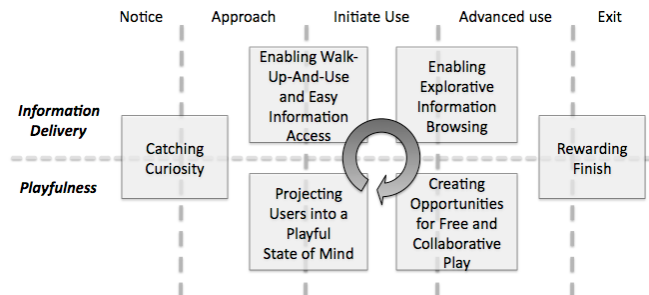 Notice
Approach
Initiate Use
Advanced use
Exit
Information
Delivery
Playfulness
Catching
Curiosity
Enabling Walk-
Up-And-Use
and Easy
Information
Access
Projecting
Users into a
Playful
State of Mind
Enabling
Explorative
Information
Browsing
Creating
Opportunities
for Free and
Collaborative
Play
Rewarding
Finish